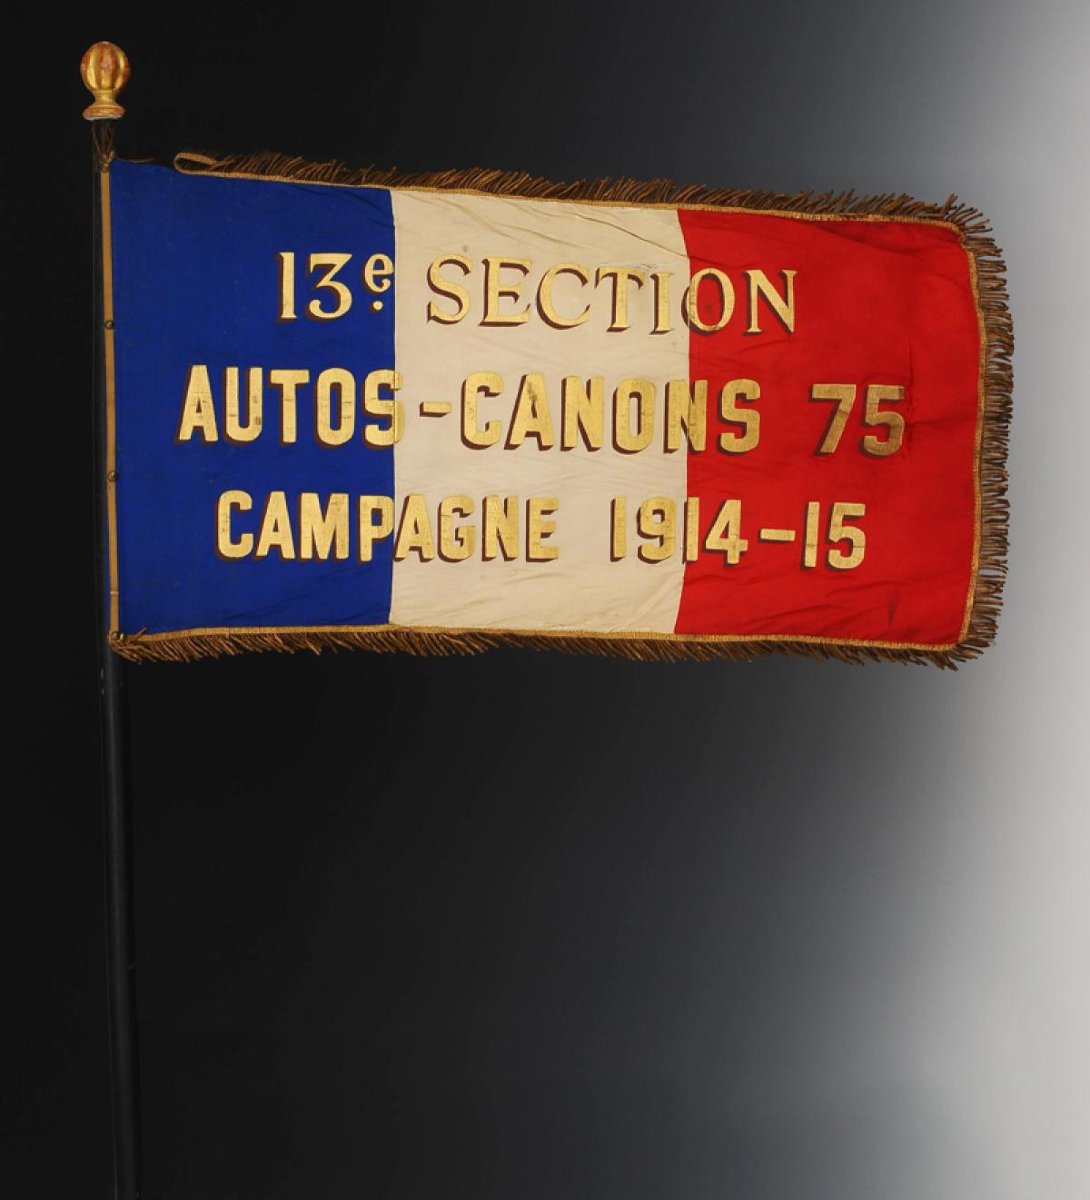 13e. SECTION
AUTOS-CANONS 75
CAMPAGNE 1914-15